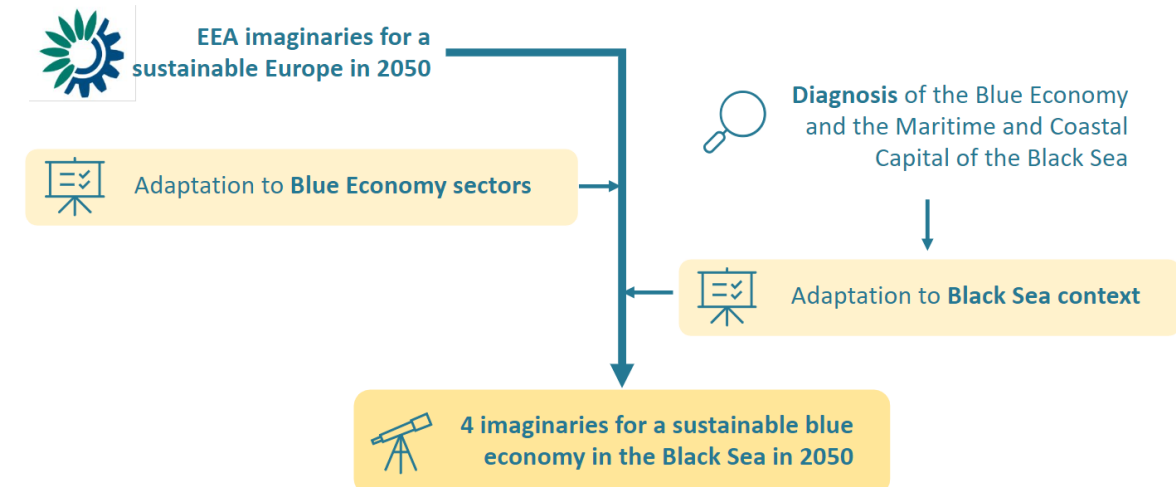 EEA imaginaries for a
sustainable Europe in 2050
Diagnosis of the Blue Economy
and the Maritime and Coastal
Capital of the Black Sea
Adaptation to Blue Economy sectors
Adaptation to Black Sea context
4 imaginaries for a sustainable blue
economy in the Black Sea in 2050